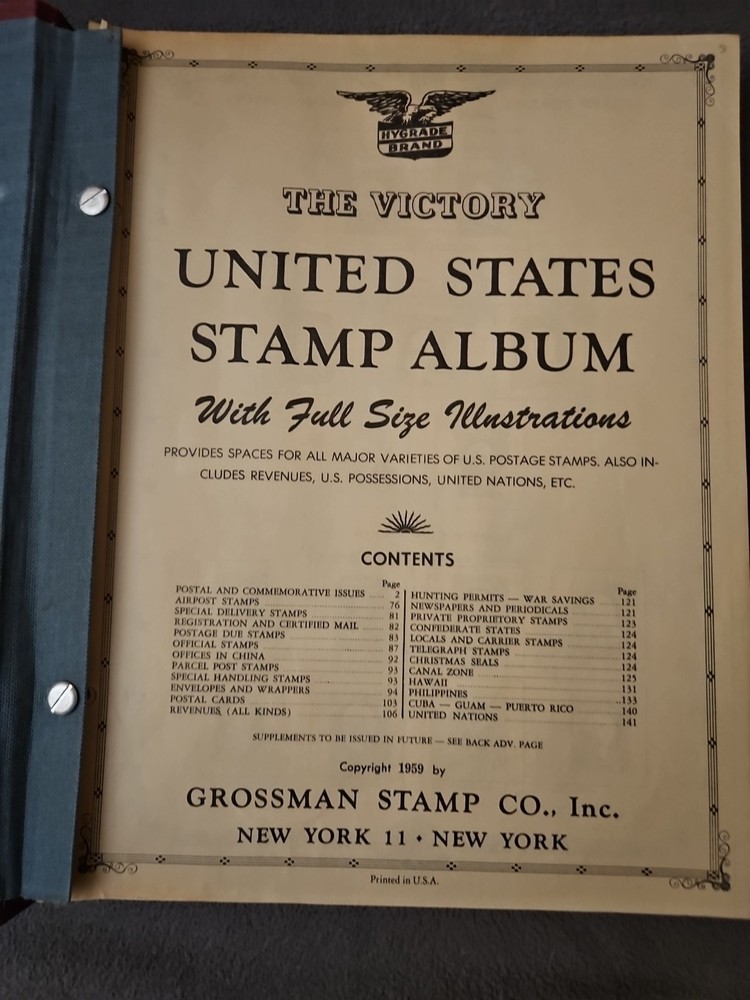 HYGRADE
BRAND
THE VICTORY
UNITED STATES
STAMP ALBUM
With Full Size Illnstrations
PROVIDES SPACES FOR ALL MAJOR VARIETIES OF U.S. POSTAGE STAMPS. ALSO IN-
CLUDES REVENUES, U.S. POSSESSIONS, UNITED NATIONS, ETC.
CONTENTS
Page
POSTAL AND COMMEMORATIVE ISSUES 2
AIRPOST STAMPS 76
SPECIAL DELIVERY STAMPS 81
REGISTRATION AND CERTIFIED MAIL 82
POSTAGE DUE STAMPS 83
OFFICIAL STAMPS 87
OFFICES IN CHINA 92
PARCEL POST STAMPS 93
SPECIAL HANDLING STAMPS 93
ENVELOPES AND WRAPPERS 94
POSTAL CARDS 103
REVENUES, (ALL KINDS) 106
Page
HUNTING PERMITS — WAR SAVINGS 121
NEWSPAPERS AND PERIODICALS 121
PRIVATE PROPRIETARY STAMPS 123
CONFEDERATE STATES 124
LOCALS AND CARRIER STAMPS 124
TELEGRAPH STAMPS 124
CHRISTMAS SEALS 124
CANAL ZONE 125
HAWAII 131
PHILIPPINES 133
CUBA — GUAM — PUERTO RICO 140
UNITED NATIONS 141
SUPPLEMENTS TO BE ISSUED IN FUTURE — SEE BACK ADV. PAGE
Copyright 1959 by
GROSSMAN STAMP CO., Inc.
NEW YORK 11 • NEW YORK
Printed in U.S.A.